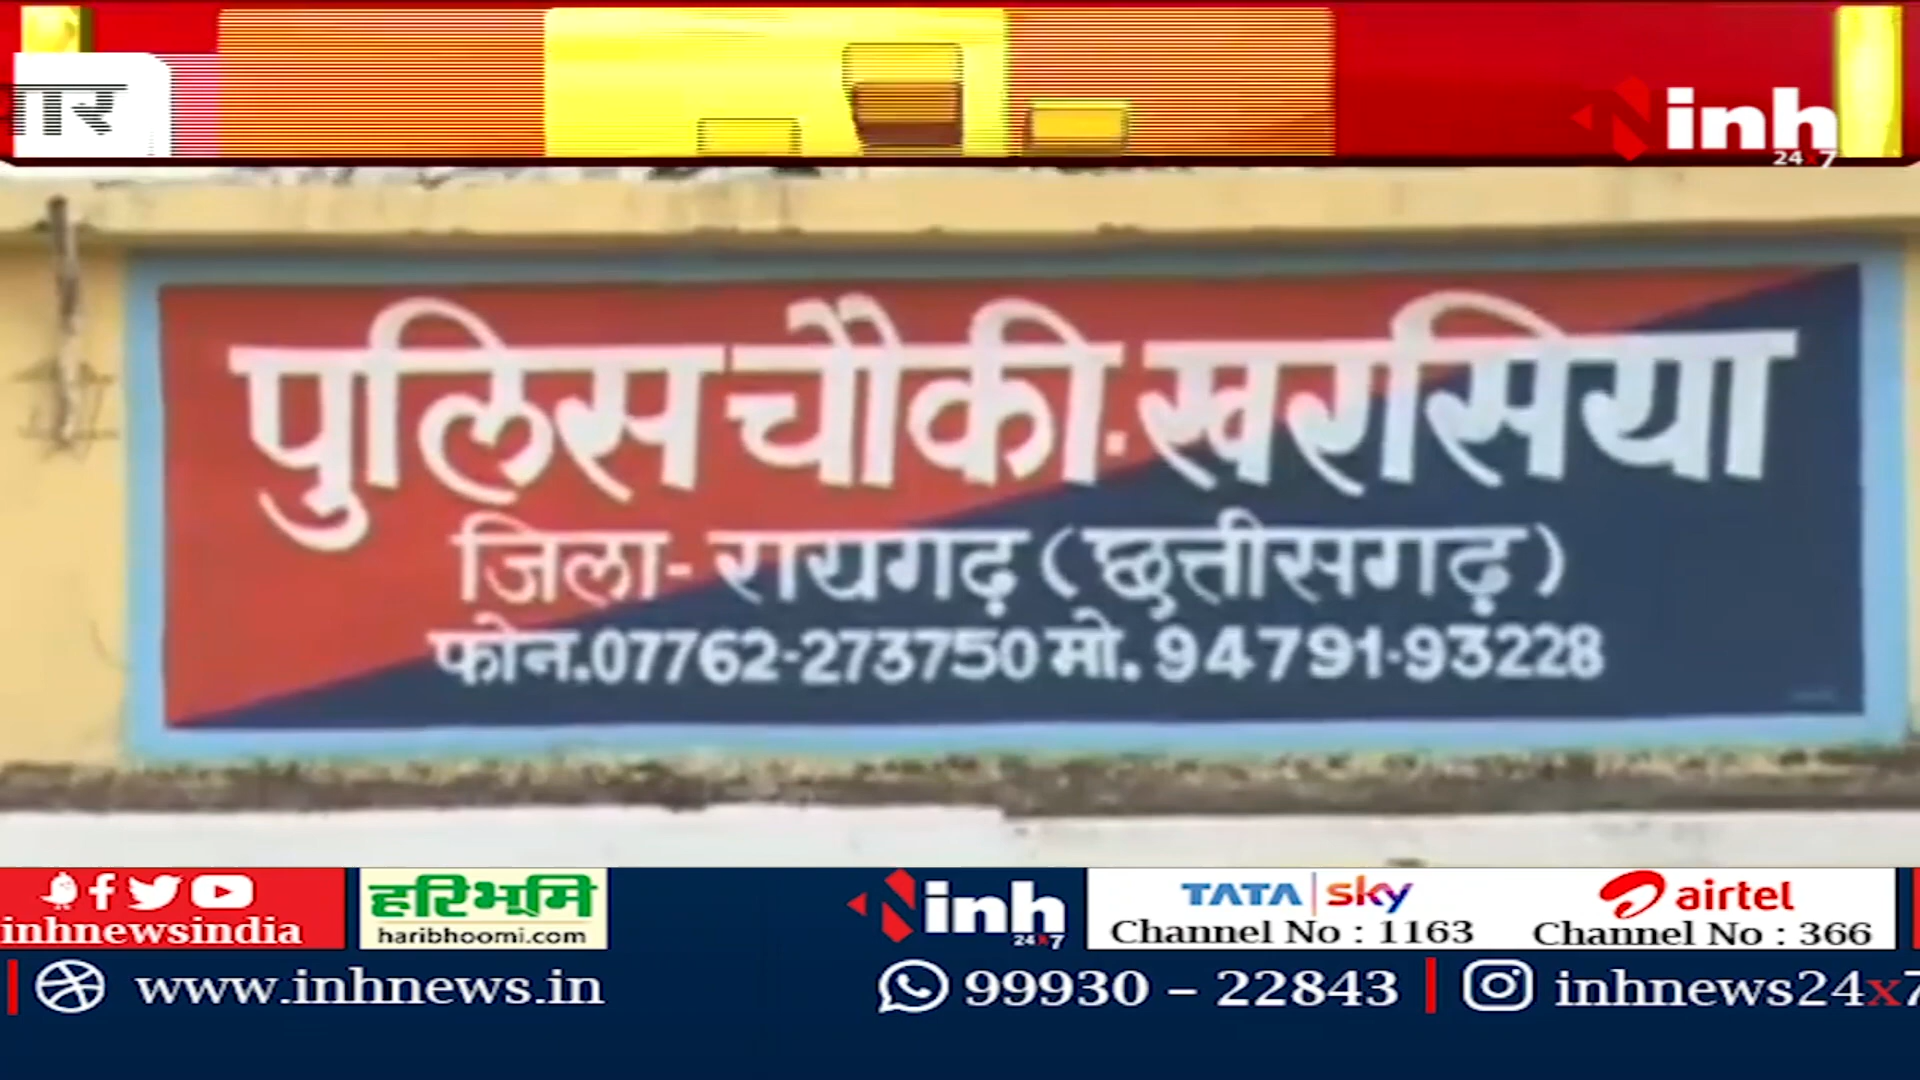 inh
24x7
पुलिस चौकी. खरसिया
जिला- रायगढ़ (छत्तीसगढ़)
फोन.07762-273750 मो. 94791-93228
inhnewsindia
हरिभूमि
haribhoomi.com
inh
24x7
TATA sky
Channel No : 1163
airtel
Channel No : 366
www.inhnews.in
99930 – 22843
inhnews24x7